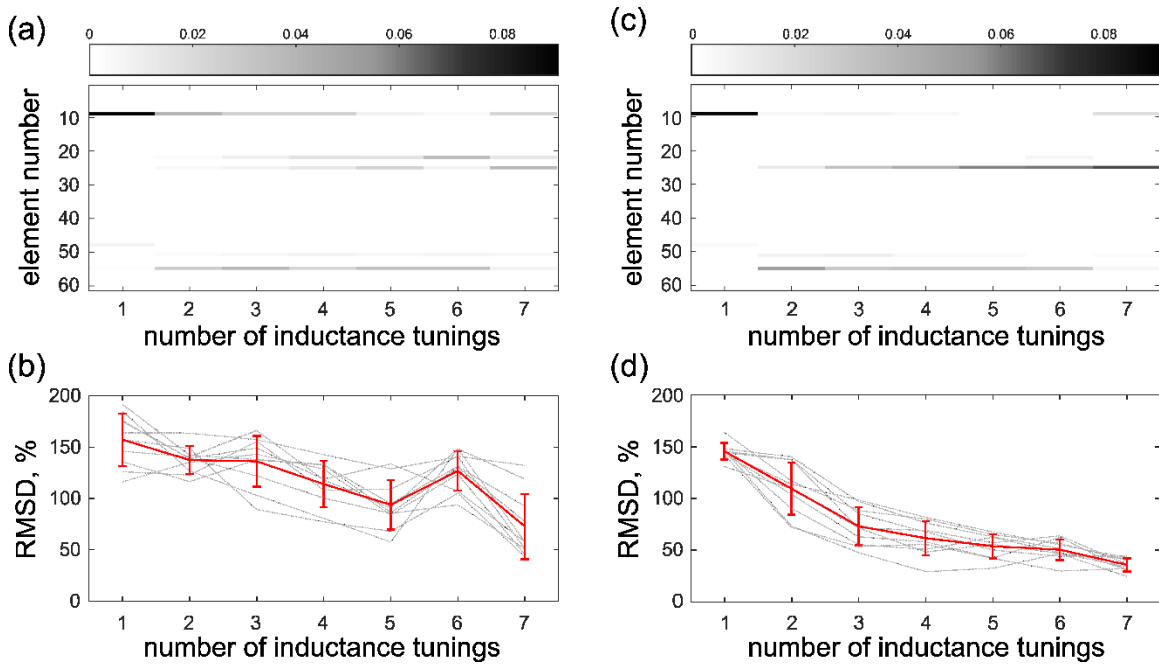 (a)
0 0.02 0.04 0.06 0.08
element number
10
20
30
40
50
60
1 2 3 4 5 6 7
number of inductance tunings
(c)
0 0.02 0.04 0.06 0.08
element number
10
20
30
40
50
60
1 2 3 4 5 6 7
number of inductance tunings
(b)
RMSD, %
200
150
100
50
0
1 2 3 4 5 6 7
number of inductance tunings
(d)
RMSD, %
200
150
100
50
0
1 2 3 4 5 6 7
number of inductance tunings